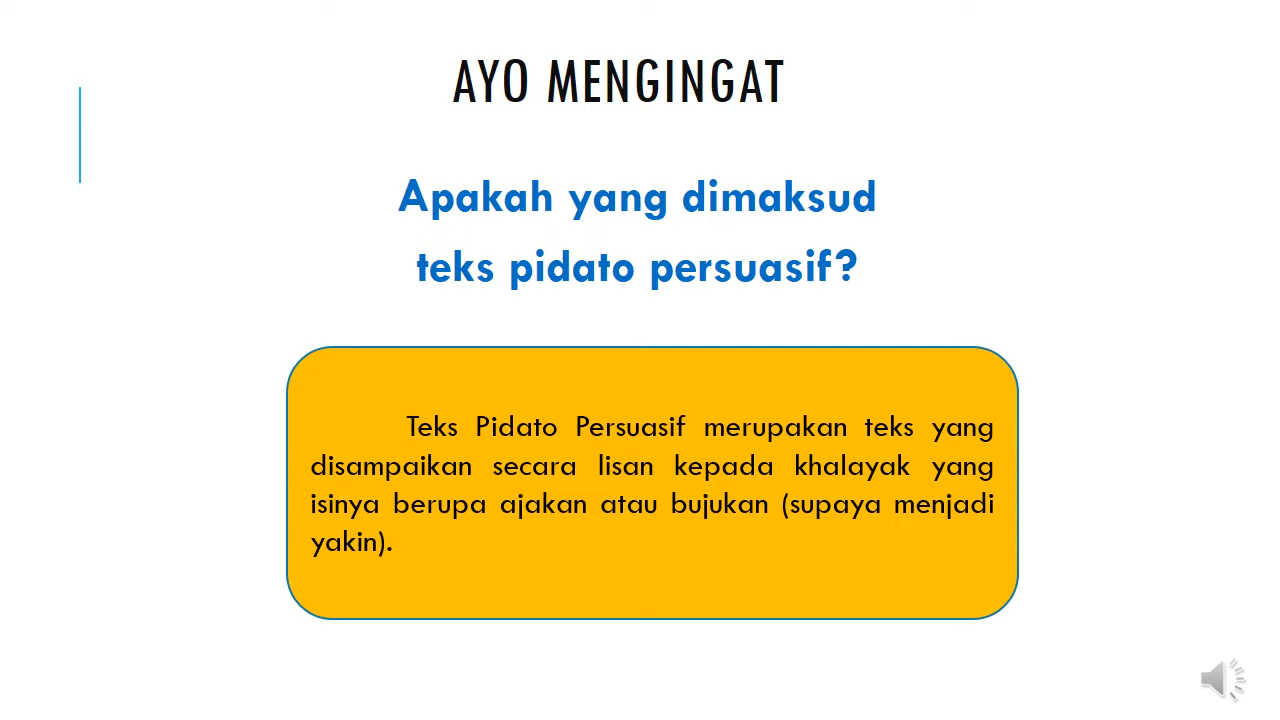 AYO MENGINGAT
Apakah yang dimaksud
teks pidato persuasif?
Teks Pidato Persuasif merupakan teks yang
disampaikan secara lisan kepada khalayak yang
isinya berupa ajakan atau bujukan (supaya menjadi
yakin).